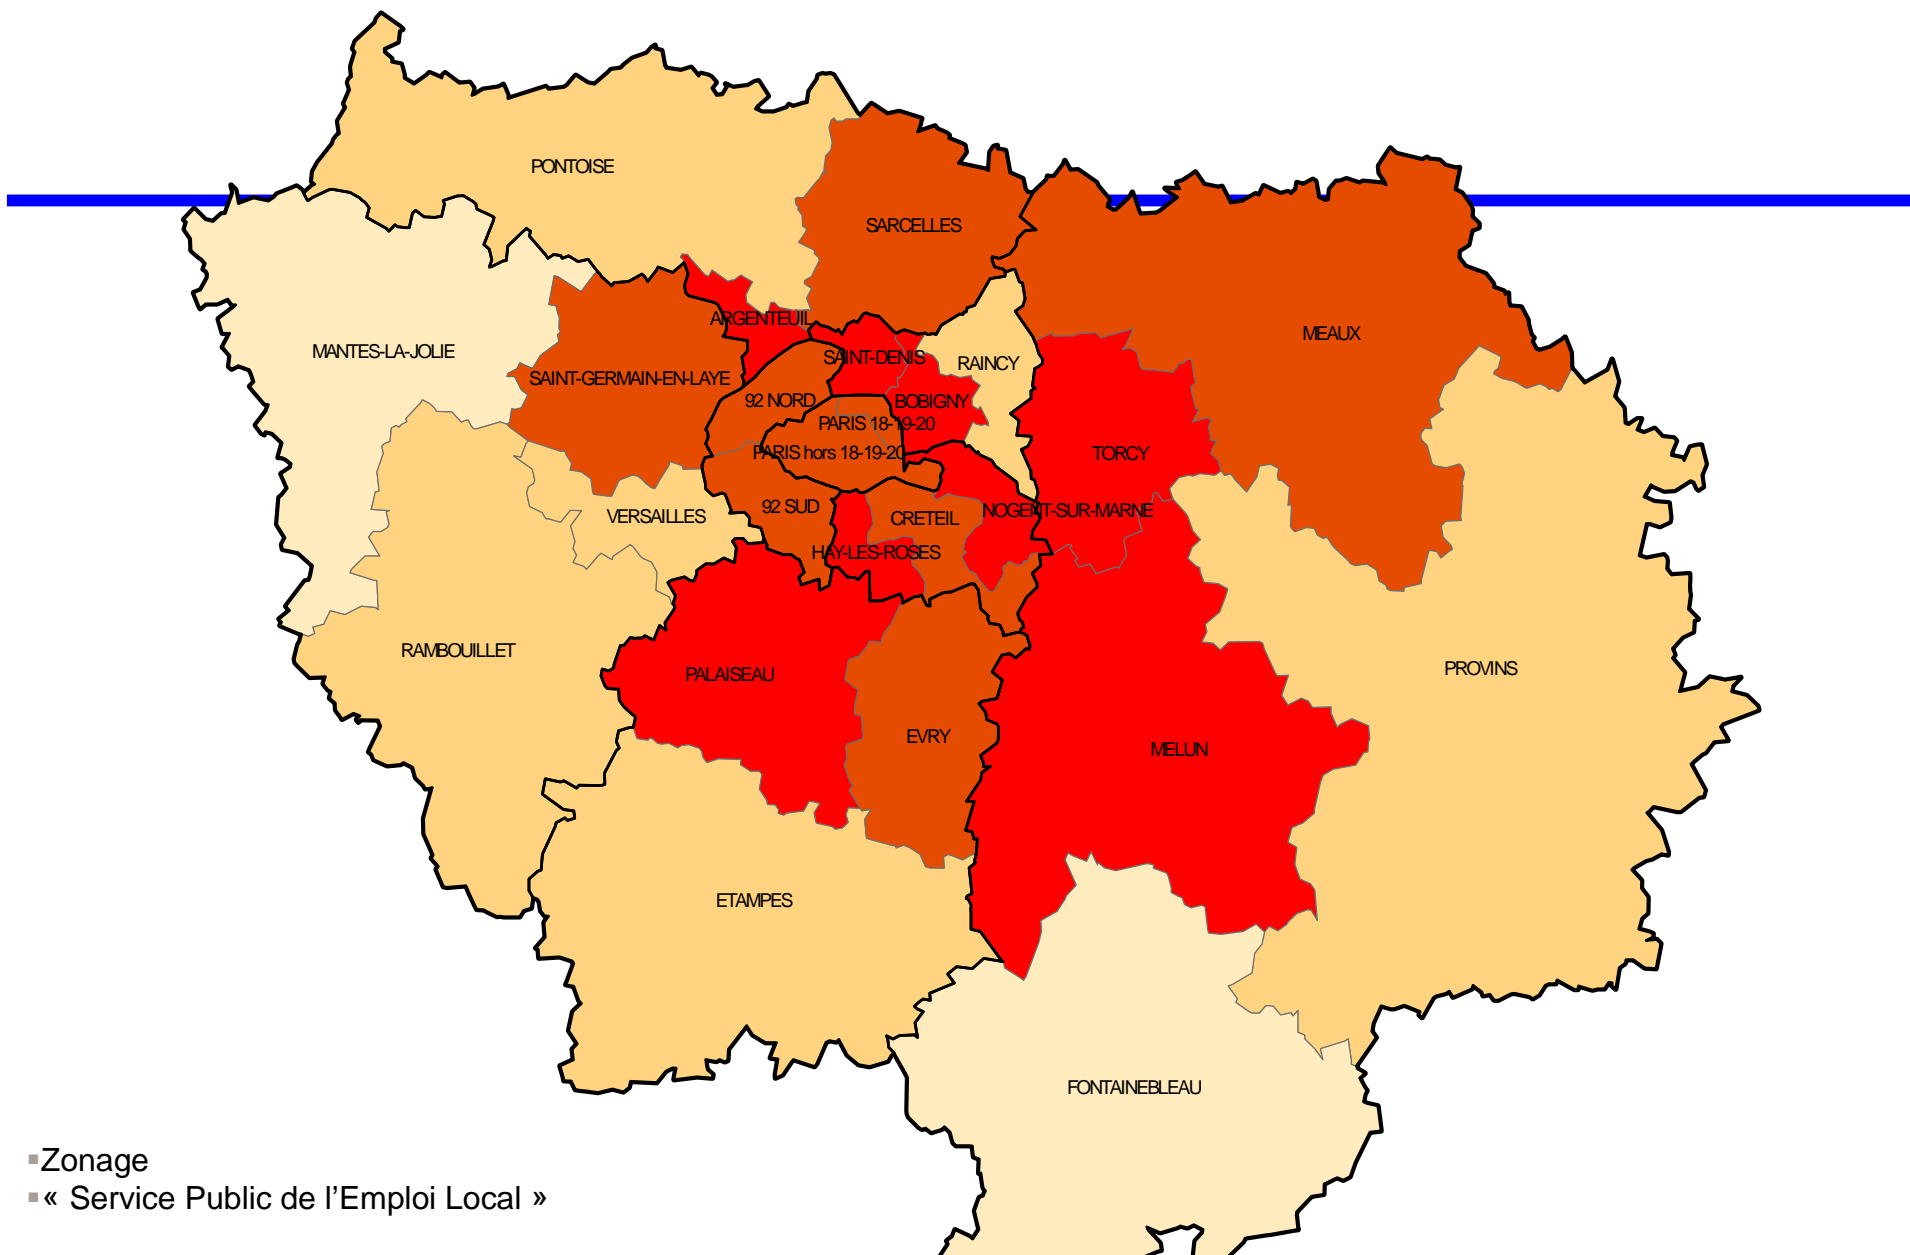 PONTOISE
SARCELLES
ARGENTEUIL
MEAUX
MANTES-LA-JOLIE
SAINT-DENIS
RAINCY
SAINT-GERMAIN-EN-LAYE
92 NORD
BOBIGNY
PARIS 18-19-20
PARIS hors 18-19-20
TORCY
92 SUD
VERSAILLES
CRETEIL
NOGENT-SUR-MARNE
HAY-LES-ROSES
RAMBOUILLET
PALAISEAU
PROVINS
EVRY
MELUN
ETAMPES
FONTAINEBLEAU
Zonage
« Service Public de l’Emploi Local »